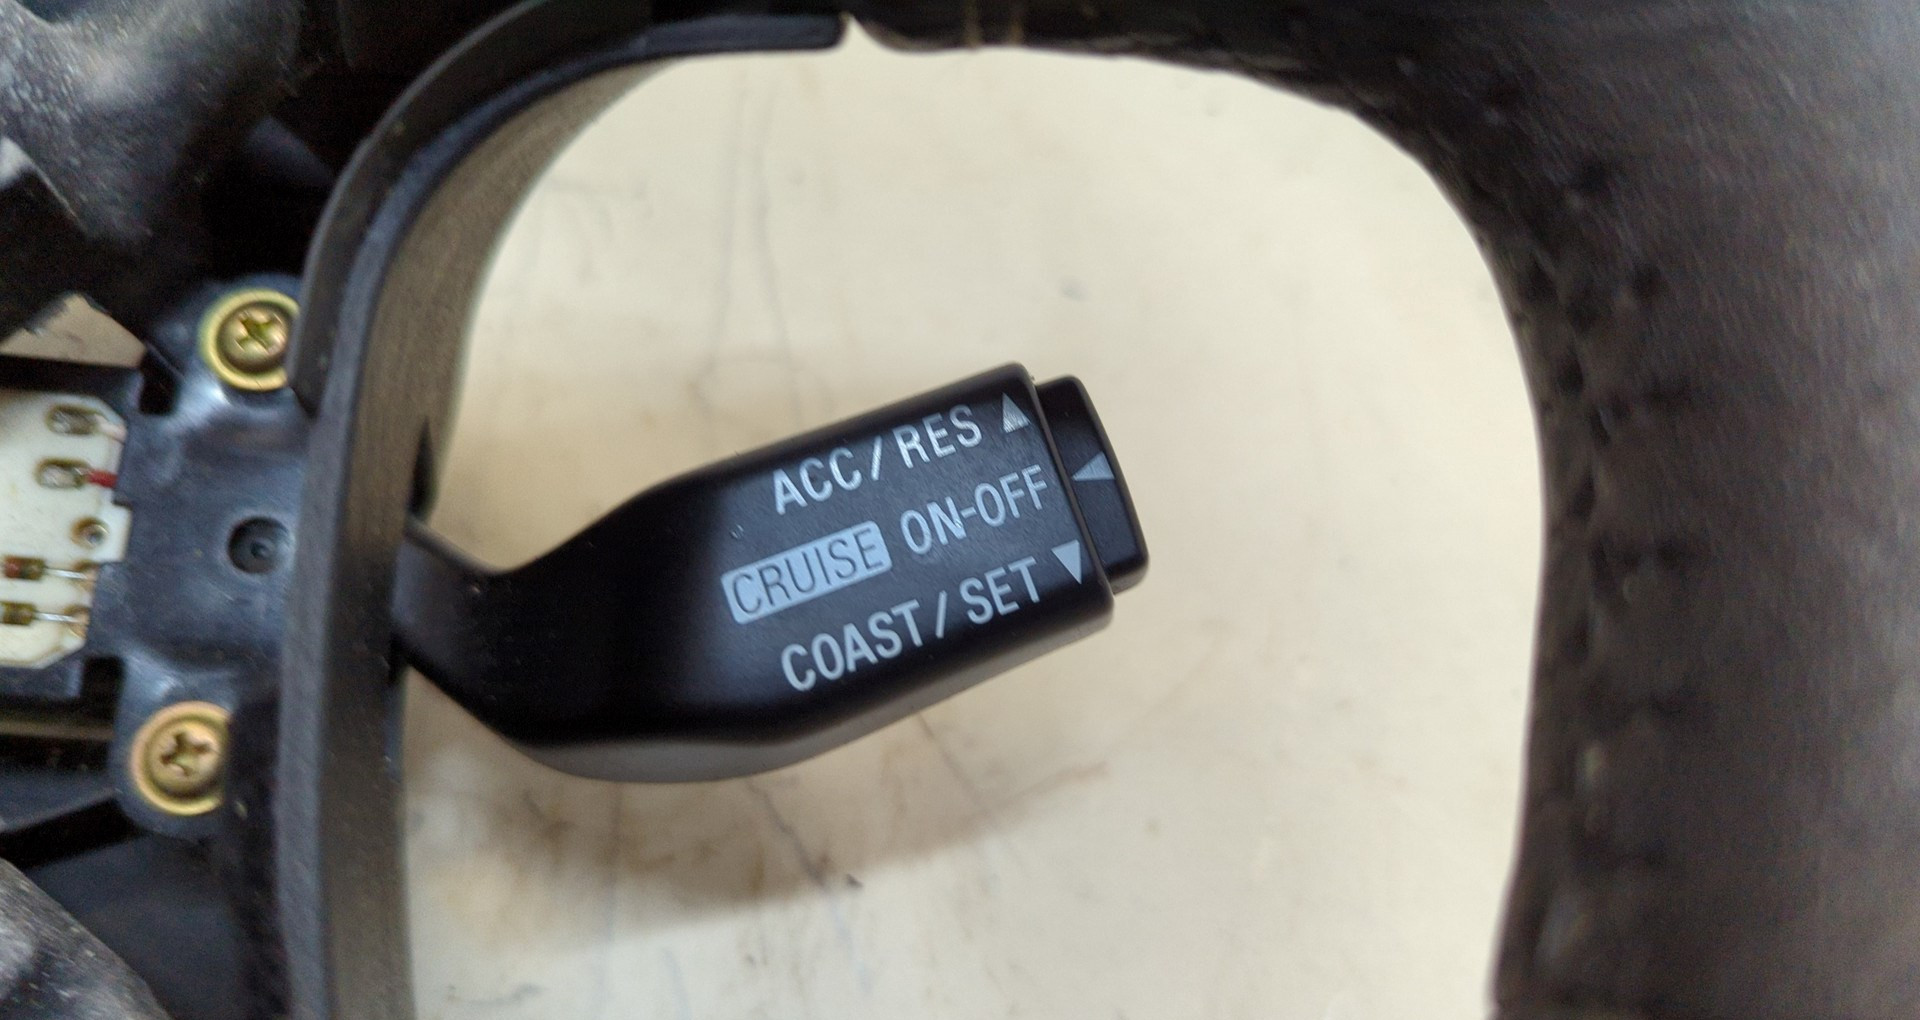 ACC/RES ▲
CRUISE ON-OFF ◀
COAST/SET ▼